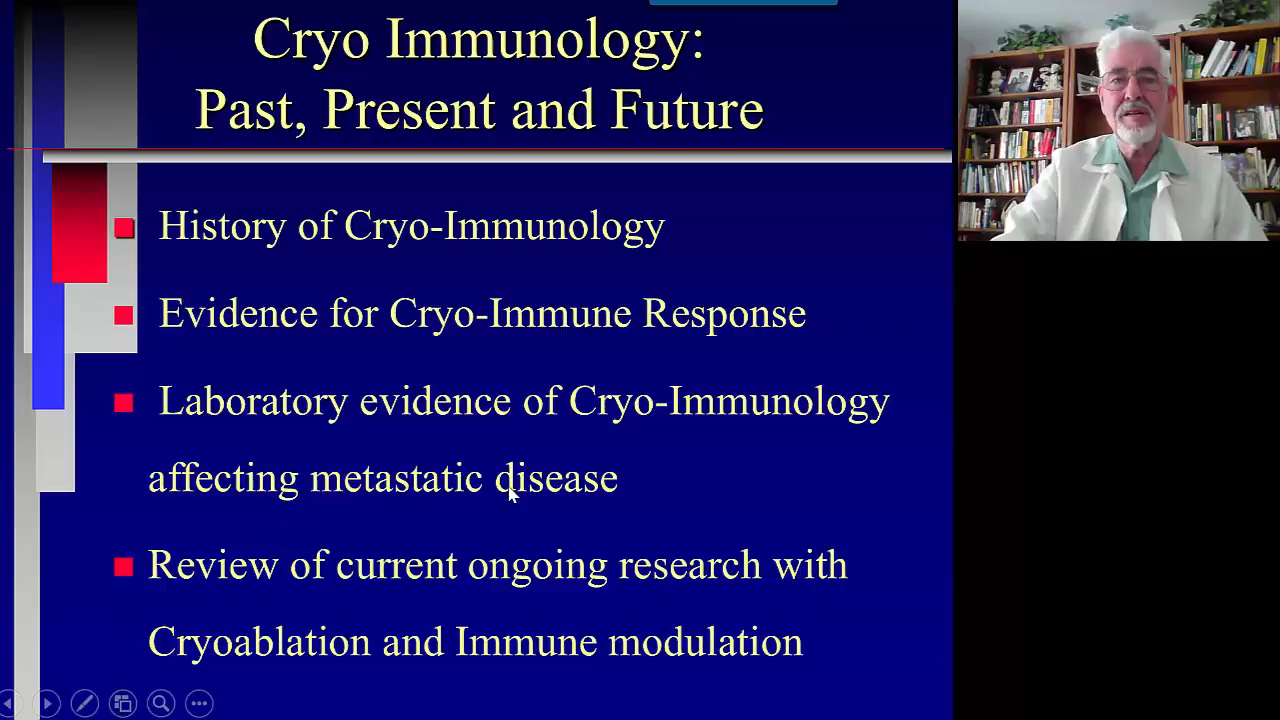 Cryo Immunology:
Past, Present and Future
History of Cryo-Immunology
Evidence for Cryo-Immune Response
Laboratory evidence of Cryo-Immunology
affecting metastatic disease
Review of current ongoing research with
Cryoablation and Immune modulation